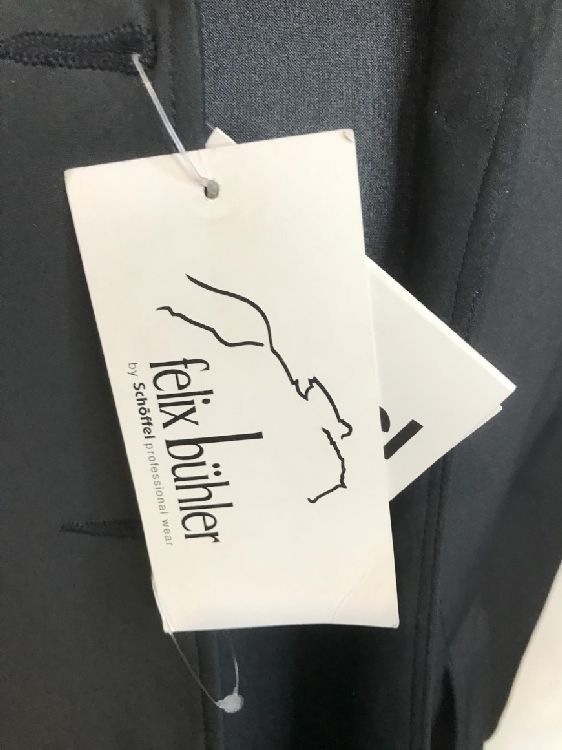 felix bühler
by Schöffel professional wear